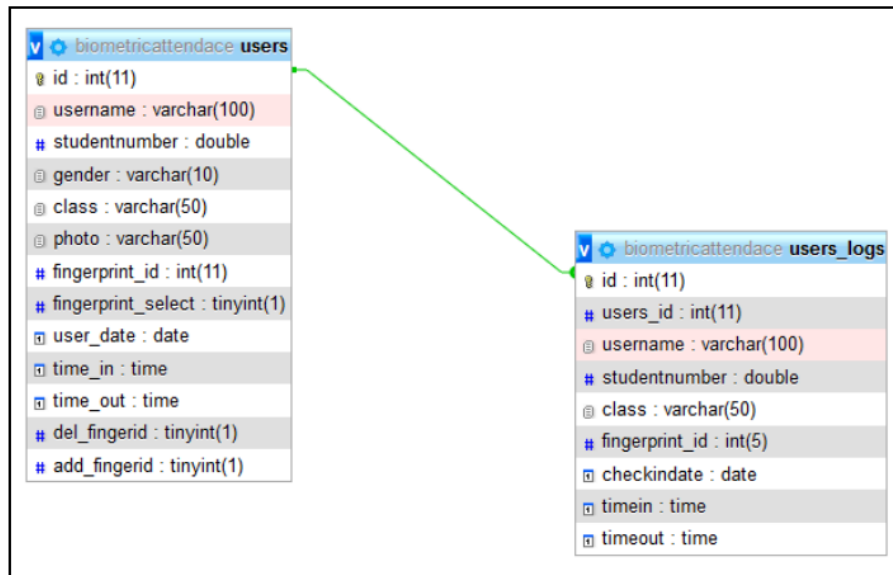 v biometricattendace users
id : int(11)
username : varchar(100)
# studentnumber : double
gender : varchar(10)
class : varchar(50)
photo : varchar(50)
# fingerprint_id : int(11)
# fingerprint_select : tinyint(1)
user_date : date
time_in : time
time_out : time
# del_fingerid : tinyint(1)
# add_fingerid : tinyint(1)
v biometricattendace users_logs
id : int(11)
# users_id : int(11)
username : varchar(100)
# studentnumber : double
class : varchar(50)
# fingerprint_id : int(5)
checkindate : date
timein : time
timeout : time